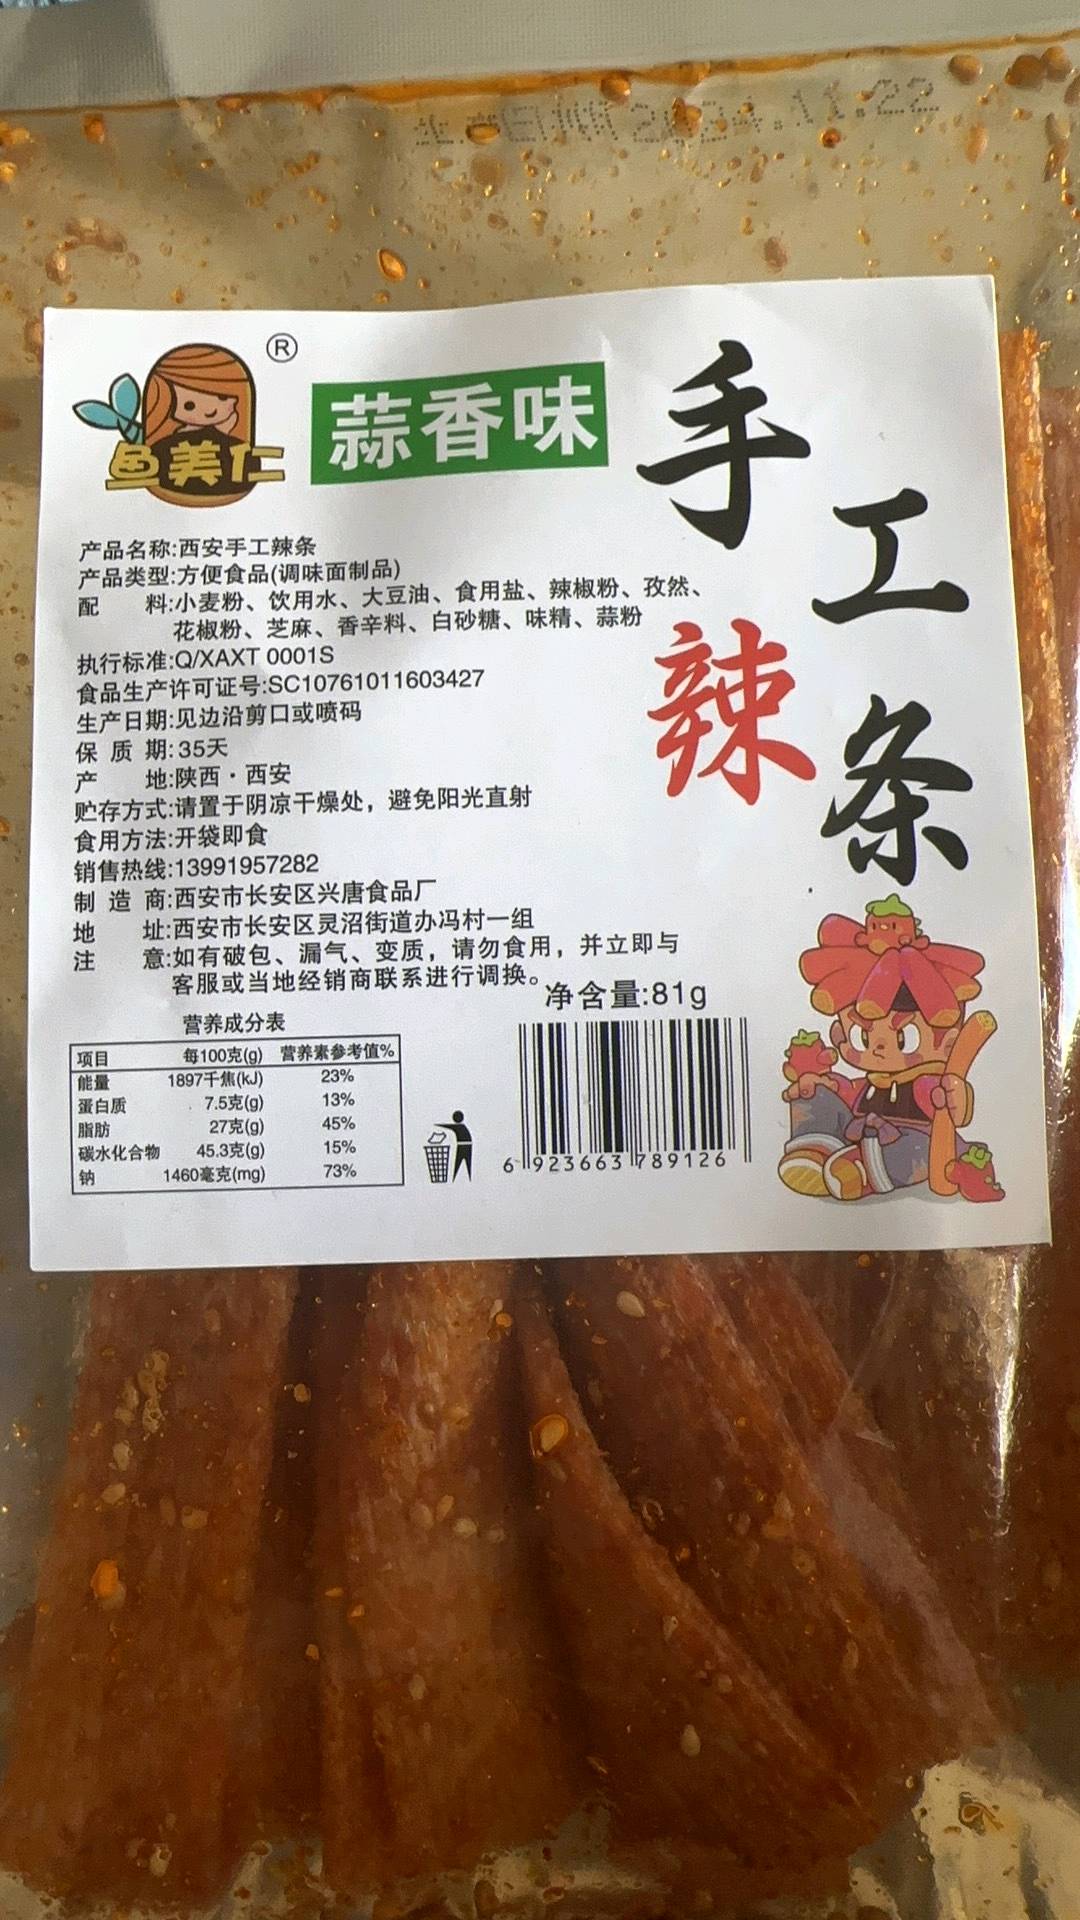 生产日期 2024.11.22
®
鱼美仁
蒜香味
手工辣条
产品名称:西安手工辣条
产品类型:方便食品(调味面制品)
配 料:小麦粉、饮用水、大豆油、食用盐、辣椒粉、孜然、
花椒粉、芝麻、香辛料、白砂糖、味精、蒜粉
执行标准:Q/XAXT 0001S
食品生产许可证号:SC10761011603427
生产日期:见边沿剪口或喷码
保 质 期:35天
产 地:陕西·西安
贮存方式:请置于阴凉干燥处，避免阳光直射
食用方法:开袋即食
销售热线:13991957282
制 造 商:西安市长安区兴唐食品厂
地 址:西安市长安区灵沼街道办冯村一组
注 意:如有破包、漏气、变质，请勿食用，并立即与
客服或当地经销商联系进行调换。
净含量:81g
营养成分表
项目 每100克(g) 营养素参考值%
能量 1897千焦(kJ) 23%
蛋白质 7.5克(g) 13%
脂肪 27克(g) 45%
碳水化合物 45.3克(g) 15%
钠 1460毫克(mg) 73%
6 923663 789126